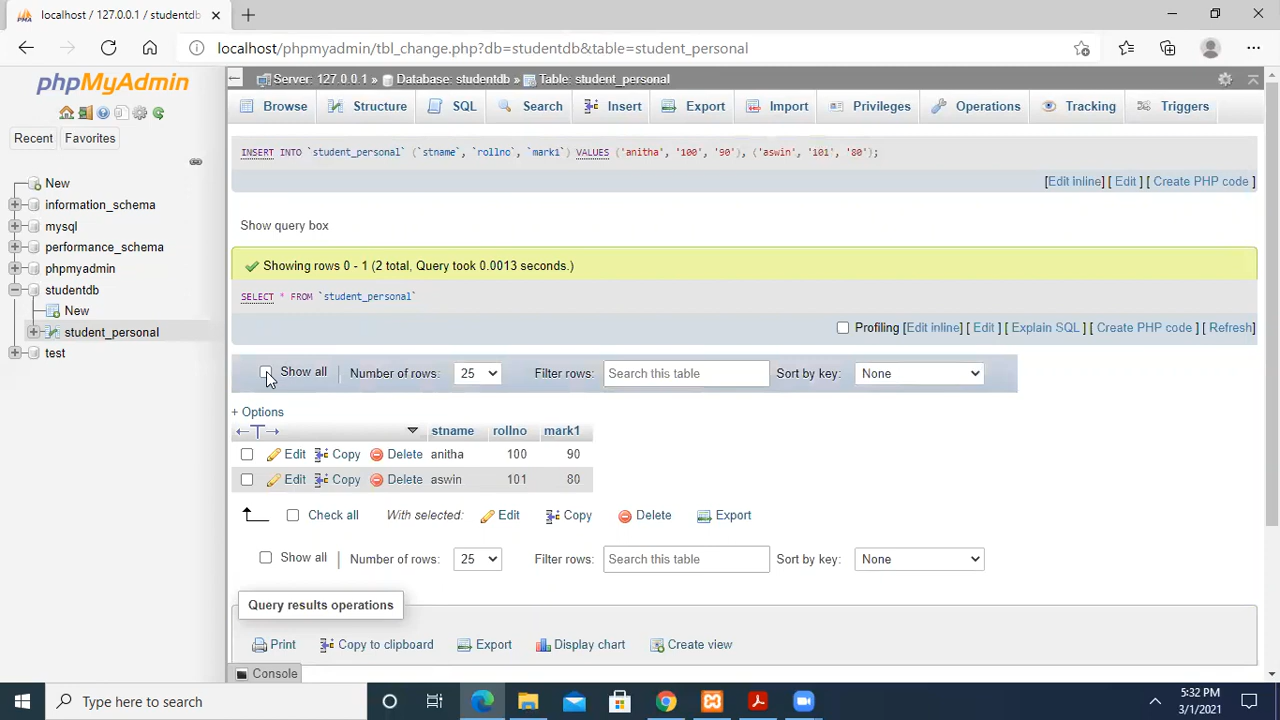 localhost / 127.0.0.1 / studentdb
localhost/phpmyadmin/tbl_change.php?db=studentdb&table=student_personal
phpMyAdmin
Recent Favorites
New
information_schema
mysql
performance_schema
phpmyadmin
studentdb
New
student_personal
test
Server: 127.0.0.1 » Database: studentdb » Table: student_personal
Browse Structure SQL Search Insert Export Import Privileges Operations Tracking Triggers
INSERT INTO `student_personal` (`stname`, `rollno`, `mark1`) VALUES ('anitha', '100', '90'), ('aswin', '101', '80');
[Edit inline] [ Edit ] [ Create PHP code ]
Show query box
Showing rows 0 - 1 (2 total, Query took 0.0013 seconds.)
SELECT * FROM `student_personal`
Profiling [Edit inline] [ Edit ] [ Explain SQL ] [ Create PHP code ] [ Refresh]
Show all Number of rows: 25 Filter rows: Search this table Sort by key: None
+ Options
←T→ stname rollno mark1
Edit Copy Delete anitha 100 90
Edit Copy Delete aswin 101 80
Check all With selected: Edit Copy Delete Export
Show all Number of rows: 25 Filter rows: Search this table Sort by key: None
Query results operations
Print Copy to clipboard Export Display chart Create view
Console
Type here to search
5:32 PM
3/1/2021